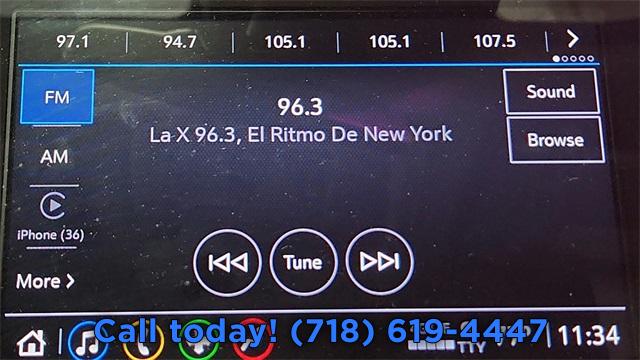 97.1 94.7 105.1 105.1 107.5
FM
96.3
Sound
La X 96.3, El Ritmo De New York
Browse
AM
iPhone (36)
Tune
More
Call today! (718) 619-4447
TTY
11:34